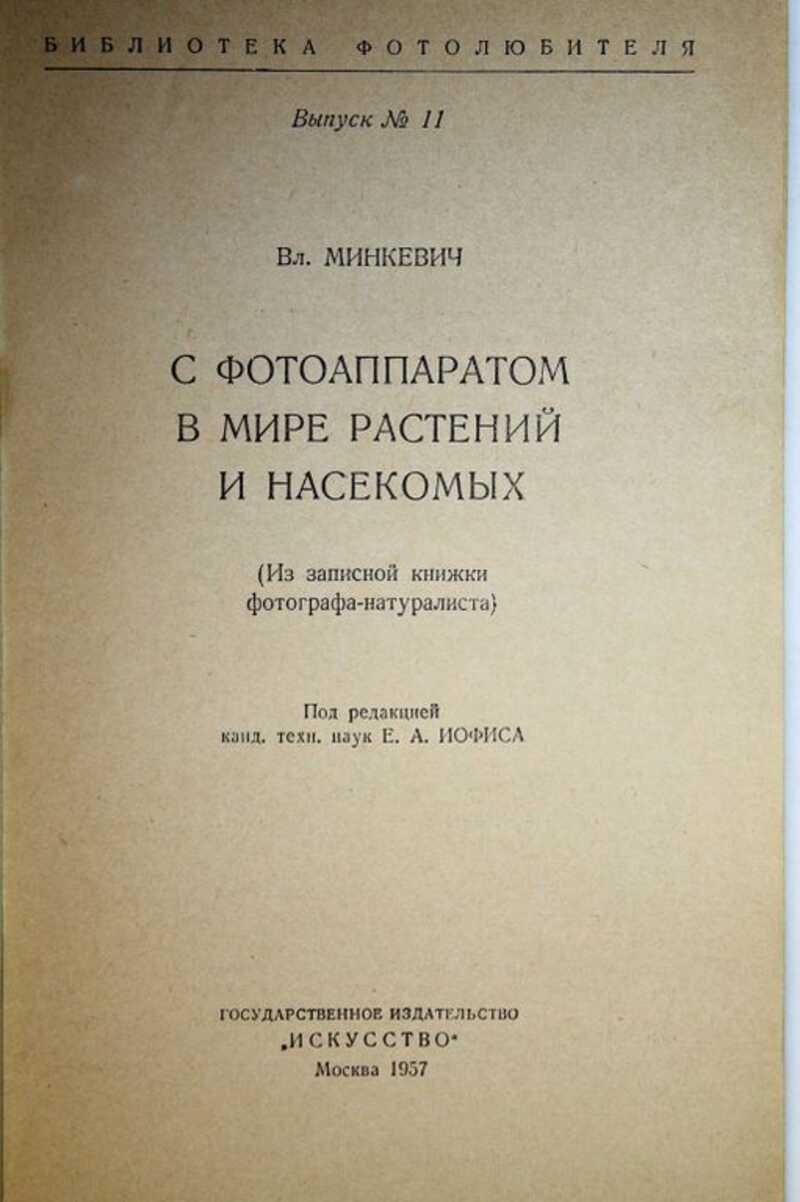 БИБЛИОТЕКА ФОТОЛЮБИТЕЛЯ
Выпуск № 11
Вл. МИНКЕВИЧ
С ФОТОАППАРАТОМ
В МИРЕ РАСТЕНИЙ
И НАСЕКОМЫХ
(Из записной книжки
фотографа-натуралиста)
Под редакцией
канд. техн. наук Е. А. ИОФИСА
ГОСУДАРСТВЕННОЕ ИЗДАТЕЛЬСТВО
„ИСКУССТВО“
Москва 1957